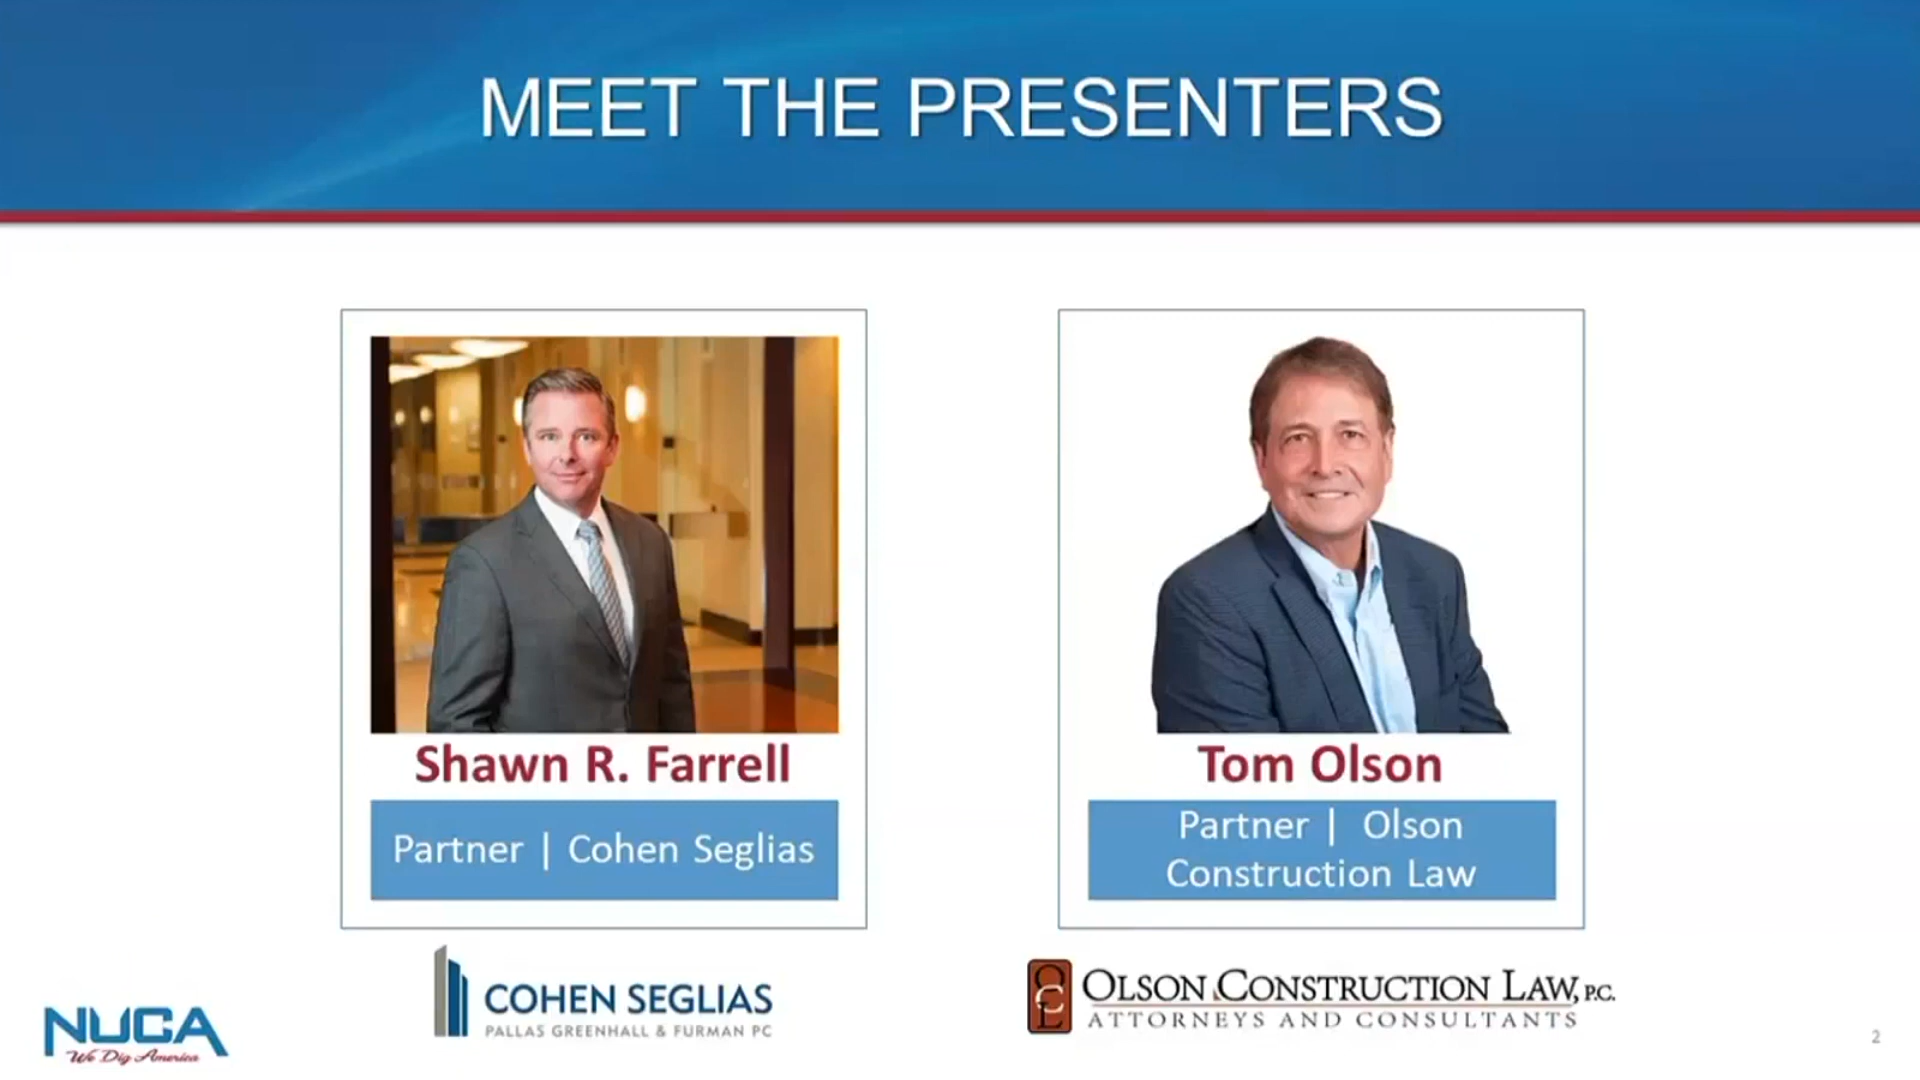 MEET THE PRESENTERS
Shawn R. Farrell
Partner | Cohen Seglias
COHEN SEGLIAS
PALLAS GREENHALL & FURMAN PC
Tom Olson
Partner | Olson
Construction Law
OCL
OLSON CONSTRUCTION LAW, P.C.
ATTORNEYS AND CONSULTANTS
NUCA
We Dig America
2